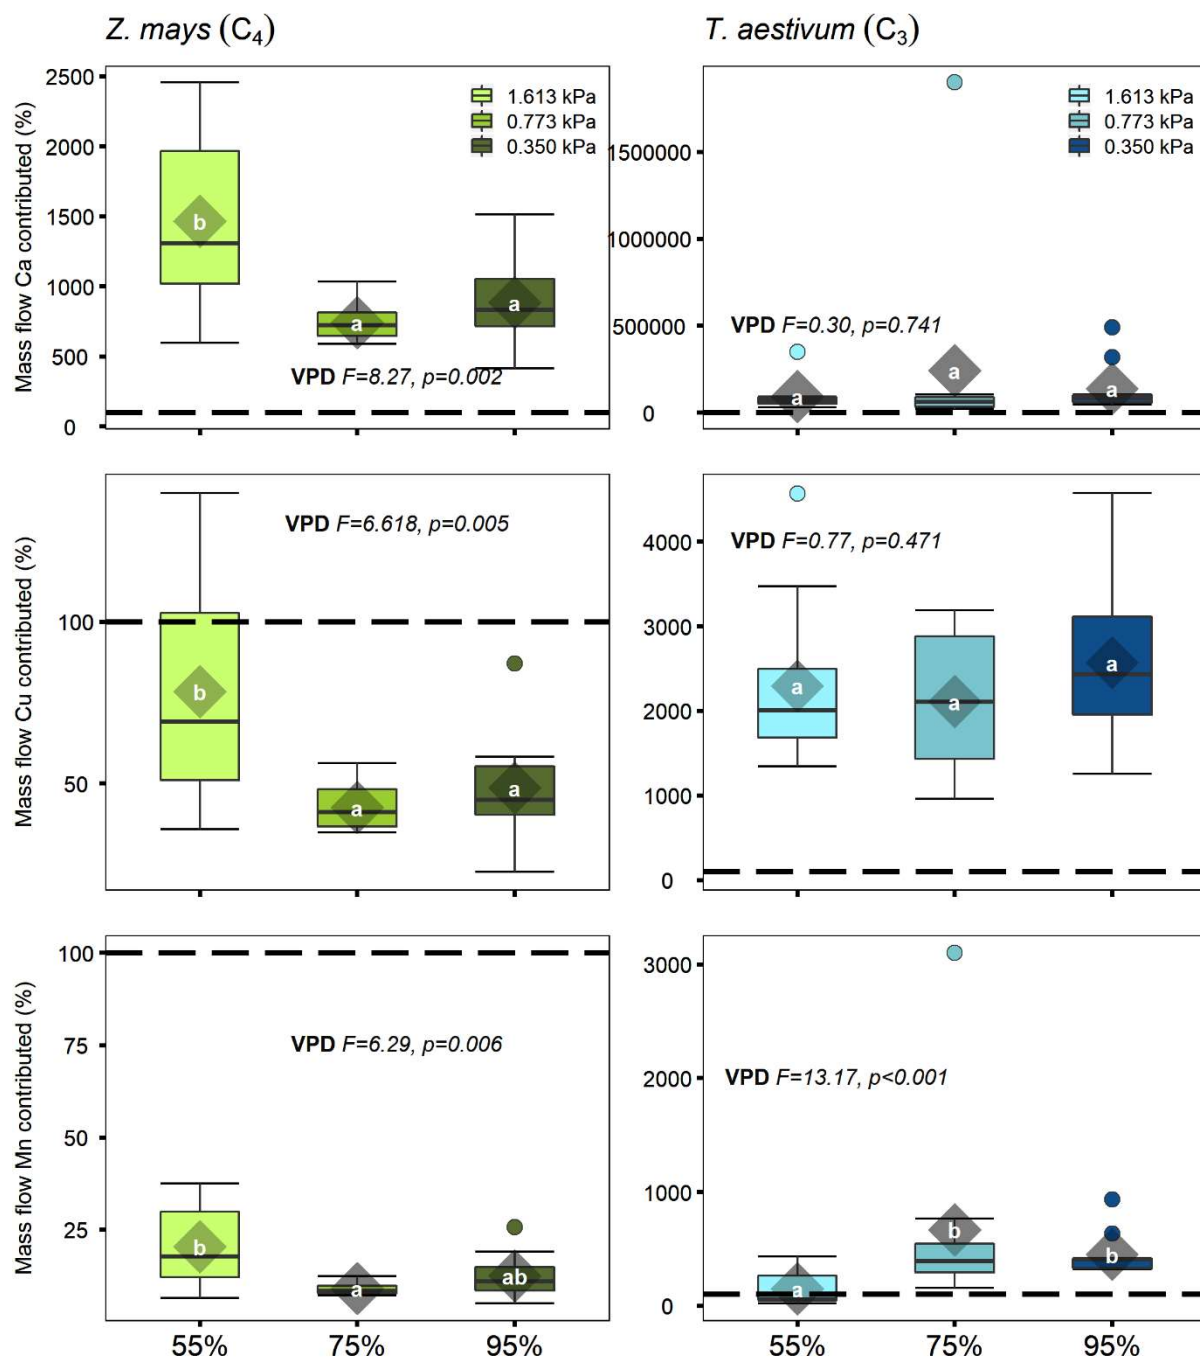 Z. mays (C₄)
T. aestivum (C₃)
Mass flow Ca contributed (%)
2500
2000
1500
1000
500
0
1.613 kPa
0.773 kPa
0.350 kPa
b
a
a
VPD F=8.27, p=0.002
1500000
1000000
500000
0
1.613 kPa
0.773 kPa
0.350 kPa
VPD F=0.30, p=0.741
a
a
a
Mass flow Cu contributed (%)
100
50
VPD F=6.618, p=0.005
b
a
a
4000
3000
2000
1000
0
VPD F=0.77, p=0.471
a
a
a
Mass flow Mn contributed (%)
100
75
50
25
VPD F=6.29, p=0.006
b
a
ab
55%
75%
95%
3000
2000
1000
0
VPD F=13.17, p<0.001
a
b
b
55%
75%
95%